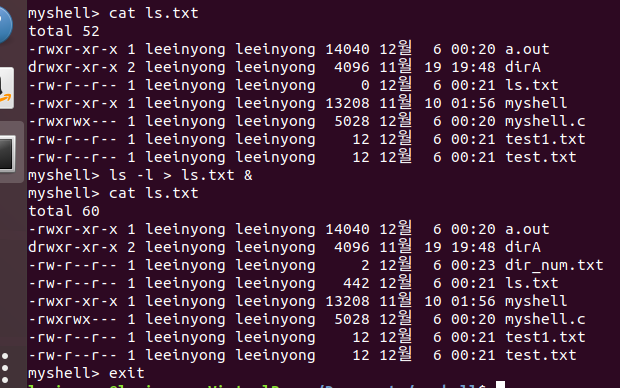 myshell> cat ls.txt
total 52
-rwxr-xr-x 1 leeinyong leeinyong 14040 12월  6 00:20 a.out
drwxr-xr-x 2 leeinyong leeinyong  4096 11월 19 19:48 dirA
-rw-r--r-- 1 leeinyong leeinyong     0 12월  6 00:21 ls.txt
-rwxr-xr-x 1 leeinyong leeinyong 13208 11월 10 01:56 myshell
-rwxrwx--- 1 leeinyong leeinyong  5028 12월  6 00:20 myshell.c
-rw-r--r-- 1 leeinyong leeinyong    12 12월  6 00:21 test1.txt
-rw-r--r-- 1 leeinyong leeinyong    12 12월  6 00:21 test.txt
myshell> ls -l > ls.txt &
myshell> cat ls.txt
total 60
-rwxr-xr-x 1 leeinyong leeinyong 14040 12월  6 00:20 a.out
drwxr-xr-x 2 leeinyong leeinyong  4096 11월 19 19:48 dirA
-rw-r--r-- 1 leeinyong leeinyong     2 12월  6 00:23 dir_num.txt
-rw-r--r-- 1 leeinyong leeinyong   442 12월  6 00:21 ls.txt
-rwxr-xr-x 1 leeinyong leeinyong 13208 11월 10 01:56 myshell
-rwxrwx--- 1 leeinyong leeinyong  5028 12월  6 00:20 myshell.c
-rw-r--r-- 1 leeinyong leeinyong    12 12월  6 00:21 test1.txt
-rw-r--r-- 1 leeinyong leeinyong    12 12월  6 00:21 test.txt
myshell> exit